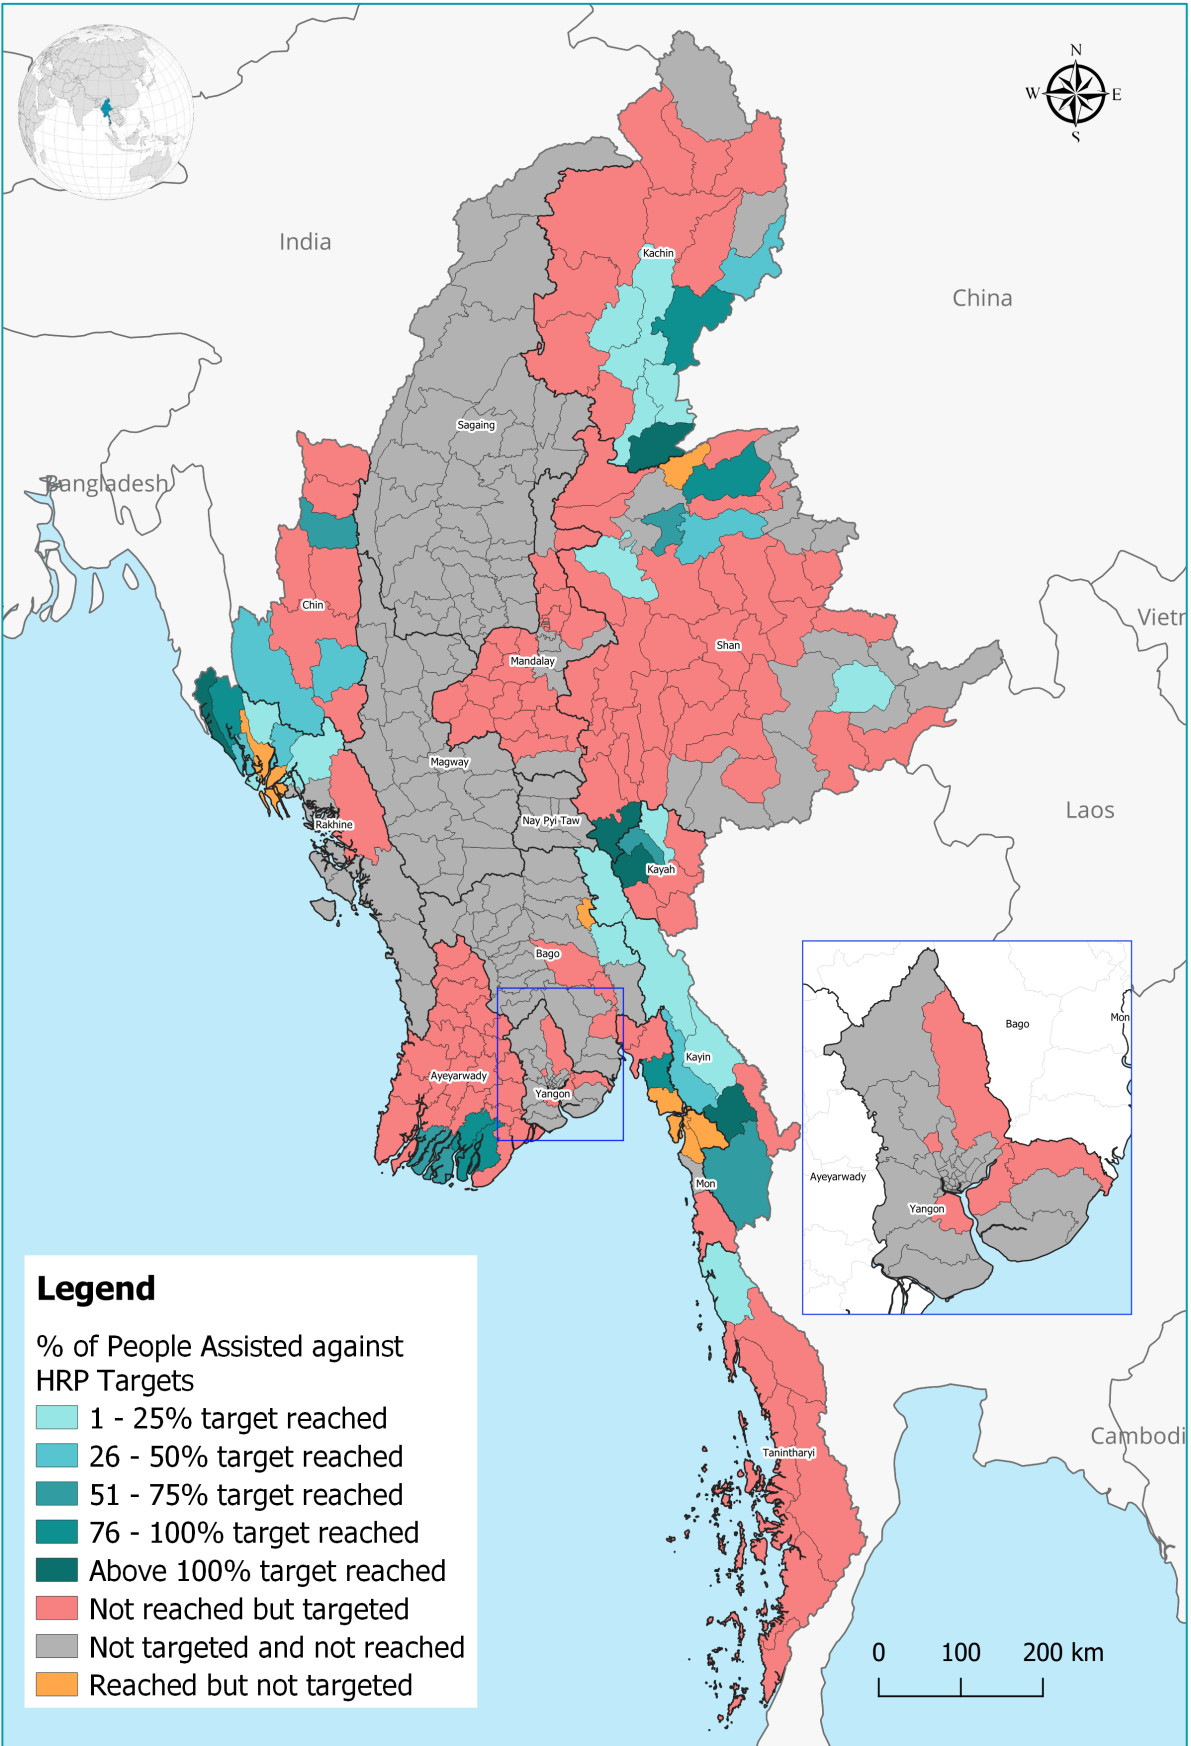 N
W
E
S
India
Kachin
China
Sagaing
Bangladesh
Chin
Vietr
Shan
Mandalay
Magway
Laos
Nay Pyi Taw
Rakhine
Kayah
Bago
Bago
Mon
Kayin
Ayeyarwady
Yangon
Ayeyarwady
Mon
Yangon
Legend
% of People Assisted against
HRP Targets
1 - 25% target reached
26 - 50% target reached
51 - 75% target reached
76 - 100% target reached
Above 100% target reached
Not reached but targeted
Not targeted and not reached
Reached but not targeted
Cambodi
Tanintharyi
0 100 200 km